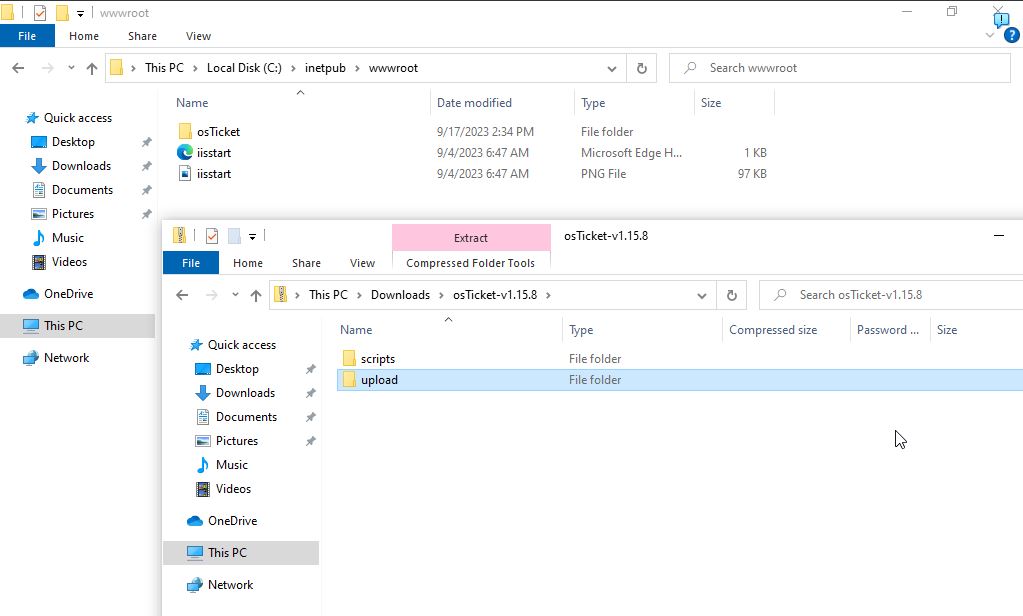 wwwroot
File Home Share View
This PC Local Disk (C:) inetpub wwwroot Search wwwroot
Name Date modified Type Size
Quick access
Desktop
Downloads
Documents
Pictures
Music
Videos
OneDrive
This PC
Network
osTicket 9/17/2023 2:34 PM File folder
iisstart 9/4/2023 6:47 AM Microsoft Edge H... 1 KB
iisstart 9/4/2023 6:47 AM PNG File 97 KB
Extract osTicket-v1.15.8
File Home Share View Compressed Folder Tools
This PC Downloads osTicket-v1.15.8 Search osTicket-v1.15.8
Name Type Compressed size Password ... Size
Quick access
Desktop
Downloads
Documents
Pictures
Music
Videos
OneDrive
This PC
Network
scripts File folder
upload File folder